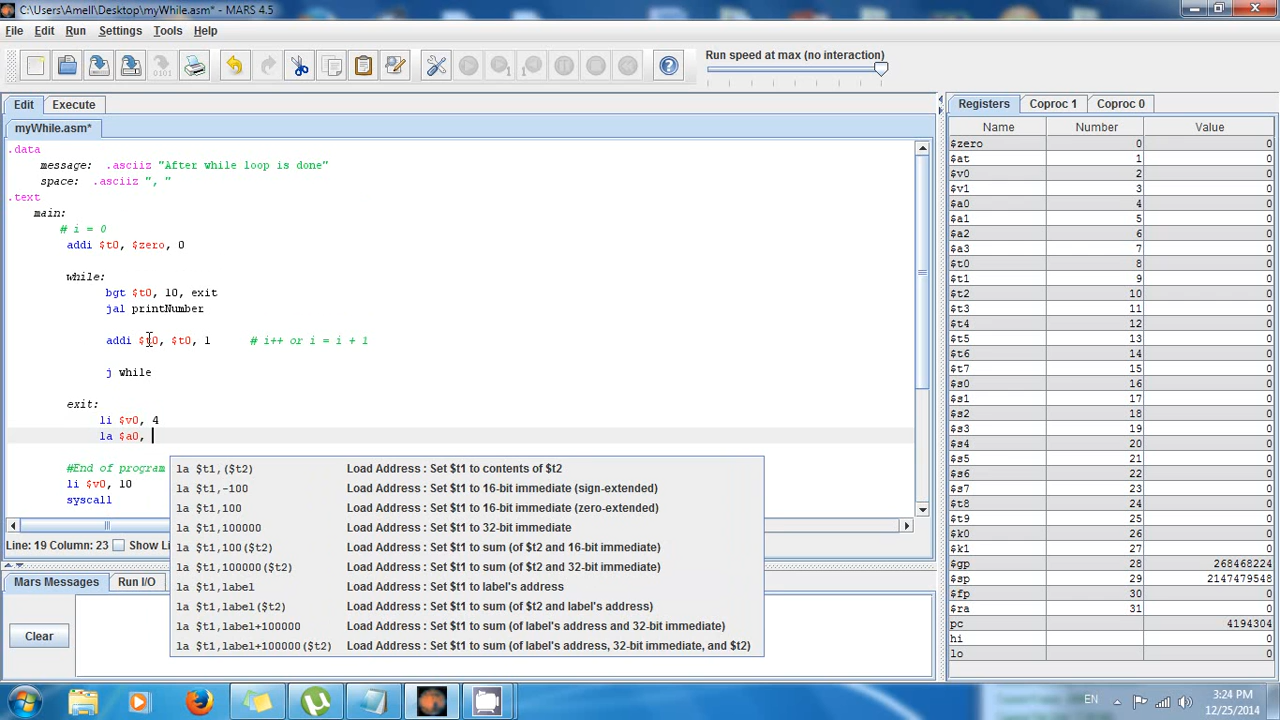 C:\Users\Amell\Desktop\myWhile.asm* - MARS 4.5
File Edit Run Settings Tools Help
Run speed at max (no interaction)
Edit Execute
myWhile.asm*
.data
message: .asciiz "After while loop is done"
space: .asciiz ", "
.text
main:
# i = 0
addi $t0, $zero, 0
while:
bgt $t0, 10, exit
jal printNumber
addi $t0, $t0, 1 # i++ or i = i + 1
j while
exit:
li $v0, 4
la $a0,
#End of program
li $v0, 10
syscall
la $t1,($t2) Load Address : Set $t1 to contents of $t2
la $t1,-100 Load Address : Set $t1 to 16-bit immediate (sign-extended)
la $t1,100 Load Address : Set $t1 to 16-bit immediate (zero-extended)
la $t1,100000 Load Address : Set $t1 to 32-bit immediate
la $t1,100($t2) Load Address : Set $t1 to sum (of $t2 and 16-bit immediate)
la $t1,100000($t2) Load Address : Set $t1 to sum (of $t2 and 32-bit immediate)
la $t1,label Load Address : Set $t1 to label's address
la $t1,label($t2) Load Address : Set $t1 to sum (of $t2 and label's address)
la $t1,label+100000 Load Address : Set $t1 to sum (of label's address and 32-bit immediate)
la $t1,label+100000($t2) Load Address : Set $t1 to sum (of label's address, 32-bit immediate, and $t2)
Line: 19 Column: 23 Show Li
Mars Messages Run I/O
Clear
Registers Coproc 1 Coproc 0
Name Number Value
$zero 0 0
$at 1 0
$v0 2 0
$v1 3 0
$a0 4 0
$a1 5 0
$a2 6 0
$a3 7 0
$t0 8 0
$t1 9 0
$t2 10 0
$t3 11 0
$t4 12 0
$t5 13 0
$t6 14 0
$t7 15 0
$s0 16 0
$s1 17 0
$s2 18 0
$s3 19 0
$s4 20 0
$s5 21 0
$s6 22 0
$s7 23 0
$t8 24 0
$t9 25 0
$k0 26 0
$k1 27 0
$gp 28 268468224
$sp 29 2147479548
$fp 30 0
$ra 31 0
pc 4194304
hi 0
lo 0
EN
3:24 PM
12/25/2014